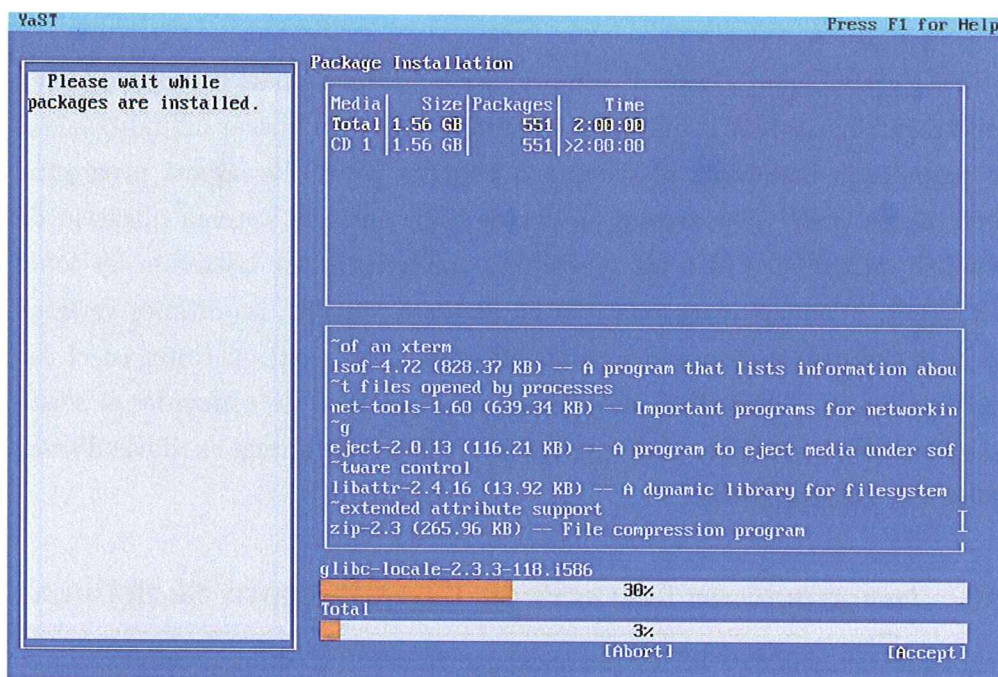 YaST
Press F1 for Help
Please wait while
packages are installed.
Package Installation
Media Size Packages Time
Total 1.56 GB 551 2:00:00
CD 1 1.56 GB 551 >2:00:00
~of an xterm
lsof-4.72 (828.37 KB) -- A program that lists information abou
~t files opened by processes
net-tools-1.60 (639.34 KB) -- Important programs for networkin
~g
eject-2.0.13 (116.21 KB) -- A program to eject media under sof
~tware control
libattr-2.4.16 (13.92 KB) -- A dynamic library for filesystem
~extended attribute support
zip-2.3 (265.96 KB) -- File compression program
glibc-locale-2.3.3-118.i586
30%
Total
3%
[Abort] [Accept]